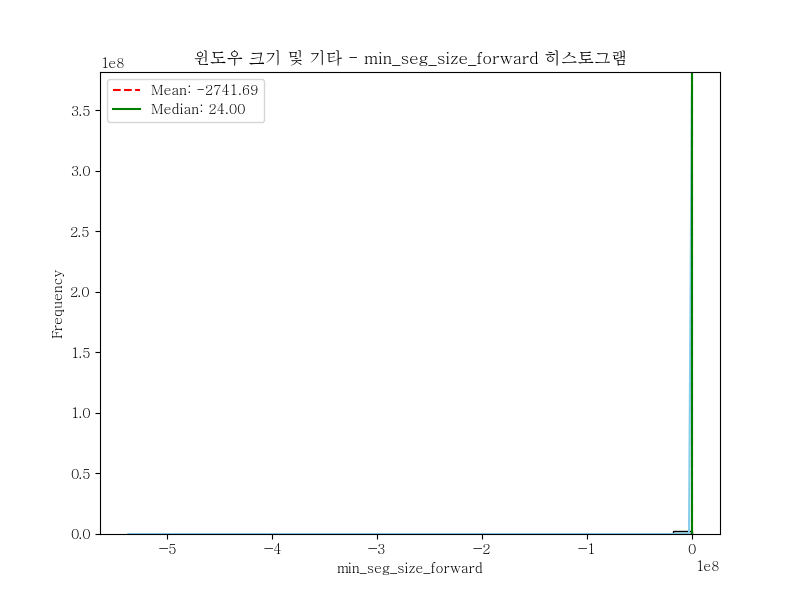 윈도우 크기 및 기타 - min_seg_size_forward 히스토그램
1e8
Mean: -2741.69
Median: 24.00
3.5
3.0
2.5
2.0
1.5
1.0
0.5
0.0
Frequency
−5 −4 −3 −2 −1 0
1e8
min_seg_size_forward